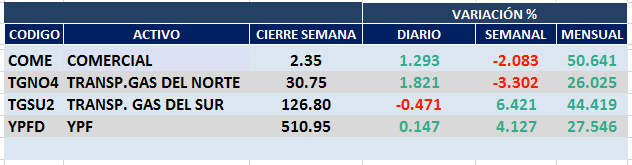 VARIACIÓN %
CODIGO ACTIVO CIERRE SEMANA DIARIO SEMANAL MENSUAL
COME COMERCIAL 2.35 1.293 -2.083 50.641
TGNO4 TRANSP.GAS DEL NORTE 30.75 1.821 -3.302 26.025
TGSU2 TRANSP. GAS DEL SUR 126.80 -0.471 6.421 44.419
YPFD YPF 510.95 0.147 4.127 27.546